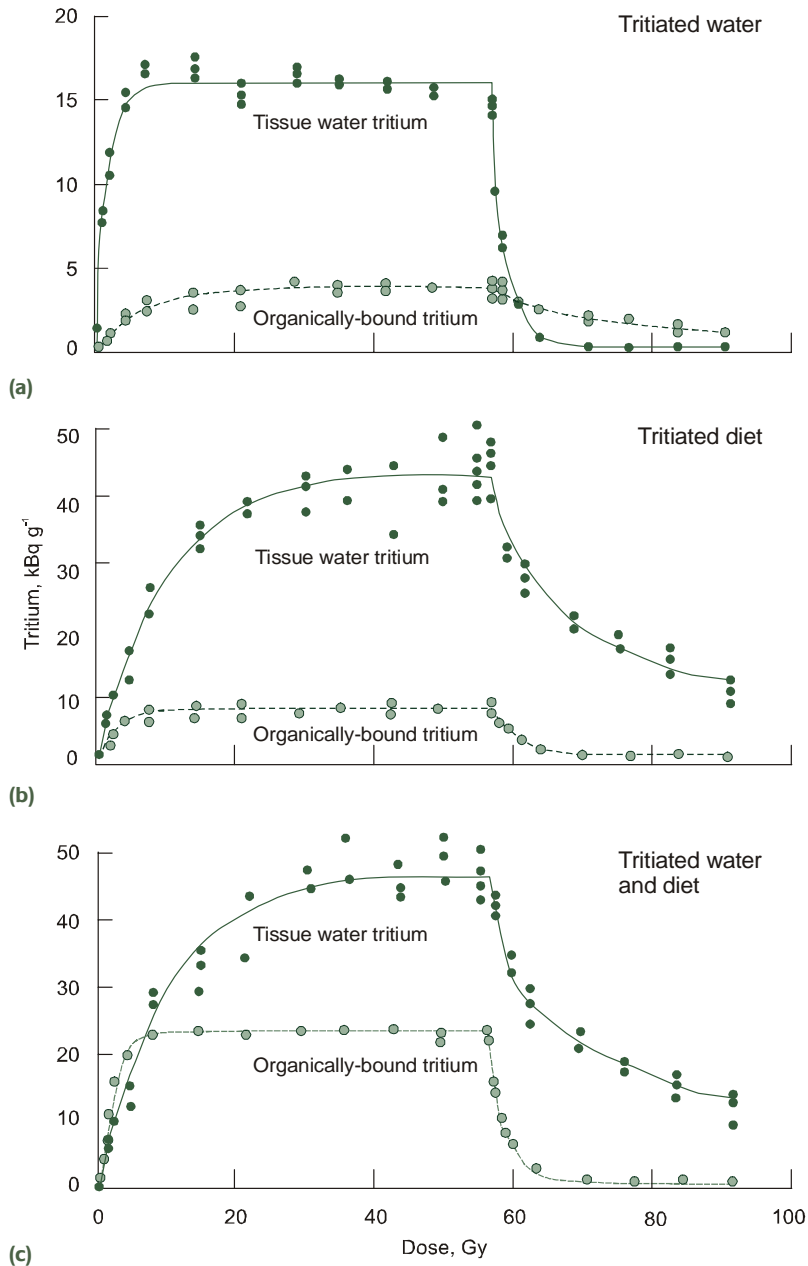 20
Tritiated water
15
Tissue water tritium
10
5
Organically-bound tritium
0
(a)
50
Tritiated diet
40
Tissue water tritium
30
Tritium, kBq g⁻¹
20
10
Organically-bound tritium
0
(b)
50
Tritiated water
and diet
40
Tissue water tritium
30
20
Organically-bound tritium
10
0
0 20 40 60 80 100
Dose, Gy
(c)